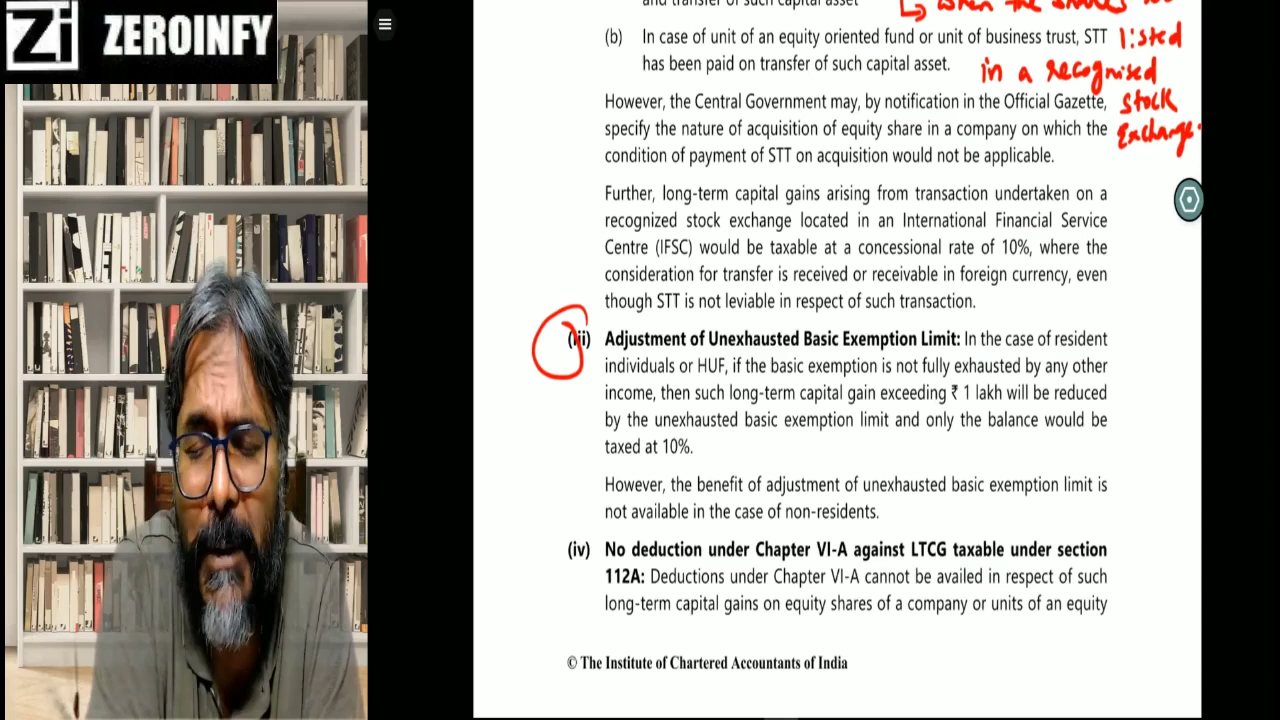 Zi ZEROINFY
and transfer of such capital asset
↳ when the shares
(b) In case of unit of an equity oriented fund or unit of business trust, STT
has been paid on transfer of such capital asset.
listed
in a recognised
stock
Exchange.
However, the Central Government may, by notification in the Official Gazette,
specify the nature of acquisition of equity share in a company on which the
condition of payment of STT on acquisition would not be applicable.
Further, long-term capital gains arising from transaction undertaken on a
recognized stock exchange located in an International Financial Service
Centre (IFSC) would be taxable at a concessional rate of 10%, where the
consideration for transfer is received or receivable in foreign currency, even
though STT is not leviable in respect of such transaction.
(iii) Adjustment of Unexhausted Basic Exemption Limit: In the case of resident
individuals or HUF, if the basic exemption is not fully exhausted by any other
income, then such long-term capital gain exceeding ₹ 1 lakh will be reduced
by the unexhausted basic exemption limit and only the balance would be
taxed at 10%.
However, the benefit of adjustment of unexhausted basic exemption limit is
not available in the case of non-residents.
(iv) No deduction under Chapter VI-A against LTCG taxable under section
112A: Deductions under Chapter VI-A cannot be availed in respect of such
long-term capital gains on equity shares of a company or units of an equity
© The Institute of Chartered Accountants of India